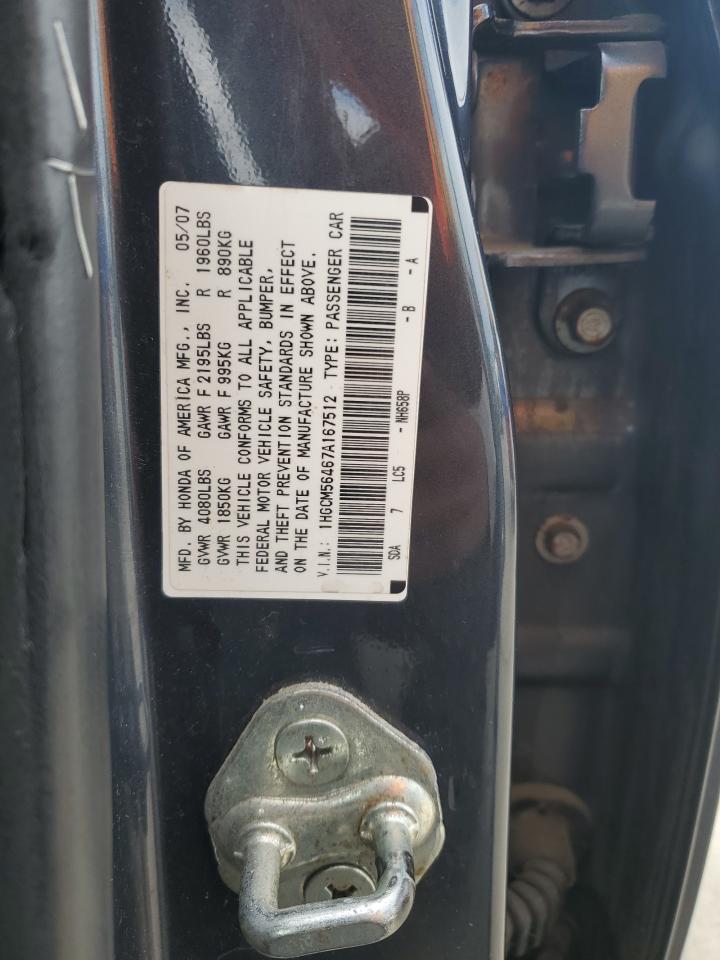 MFD. BY HONDA OF AMERICA MFG., INC. 05/07
GVWR 4080LBS GAWR F 2195LBS R 1960LBS
GVWR 1850KG GAWR F 995KG R 890KG
THIS VEHICLE CONFORMS TO ALL APPLICABLE
FEDERAL MOTOR VEHICLE SAFETY, BUMPER,
AND THEFT PREVENTION STANDARDS IN EFFECT
ON THE DATE OF MANUFACTURE SHOWN ABOVE.
V.I.N.: 1HGCM56467A167512 TYPE: PASSENGER CAR
SDA 7 LC5 - NH658P - B - A